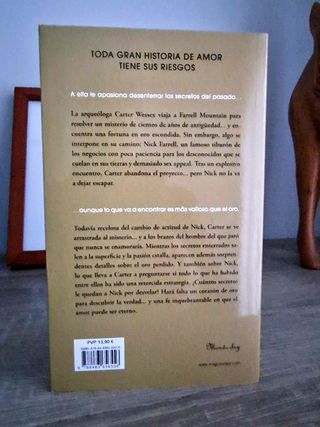 TODA GRAN HISTORIA DE AMOR
TIENE SUS RIESGOS
A ella le apasiona desenterrar los secretos del pasado...
La arqueóloga Carter Wessex viaja a Farrell Mountain para
resolver un misterio de cientos de años de antigüedad... y en-
cuentra una fortuna en oro escondida. Sin embargo, algo se
interpone en su camino: Nick Farrell, un famoso tiburón de
los negocios con poca paciencia para los desconocidos que se
cuelan en sus tierras y demasiado sex appeal. Tras un explosivo
encuentro, Carter abandona el proyecto... pero Nick no la va
a dejar escapar.
...aunque lo que va a encontrar es más valioso que el oro.
Todavía recelosa del cambio de actitud de Nick, Carter se ve
arrastrada al misterio... y a los brazos del hombre del que juró
que nunca se enamoraría. Mientras los secretos enterrados salen
a la superficie y la pasión estalla, aparecen además sorpren-
dentes detalles sobre el oro perdido. Y también sobre Nick,
lo que lleva a Carter a preguntarse si todo lo que ha habido
entre ellos ha sido una retorcida estrategia. ¿Cuántos secretos
le quedan a Nick por desvelar? Hará falta un corazón de oro
para descubrir la verdad... y una fe inquebrantable en que el
amor puede ser eterno.
PVP 13,90 €